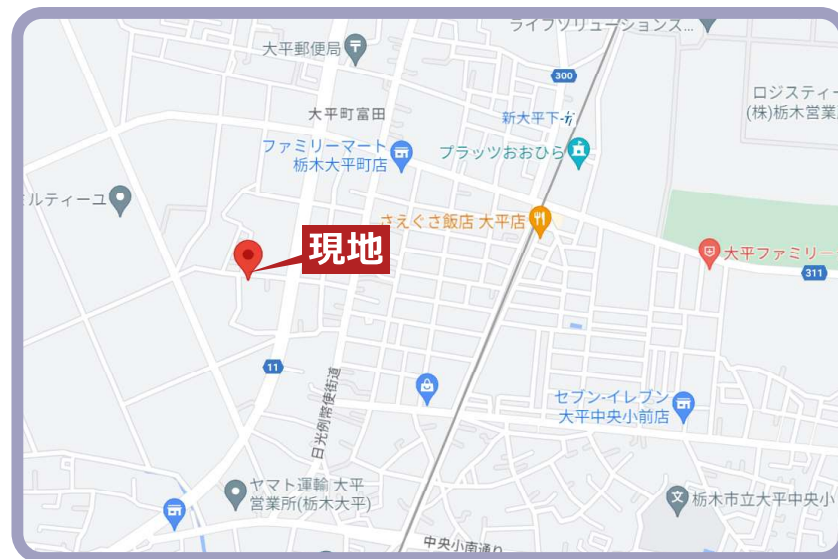 ライフソリューションズ...
大平郵便局
300
ロジスティー
(株)栃木営業
大平町富田
新大平下
ファミリーマート
栃木大平町店
プラッツおおひら
ルティーユ
さえぐさ飯店 大平店
現地
大平ファミリー
311
11
日光例幣使街道
セブン-イレブン
大平中央小前店
ヤマト運輸 大平
営業所(栃木大平)
文
栃木市立大平中央小
中央小南通り